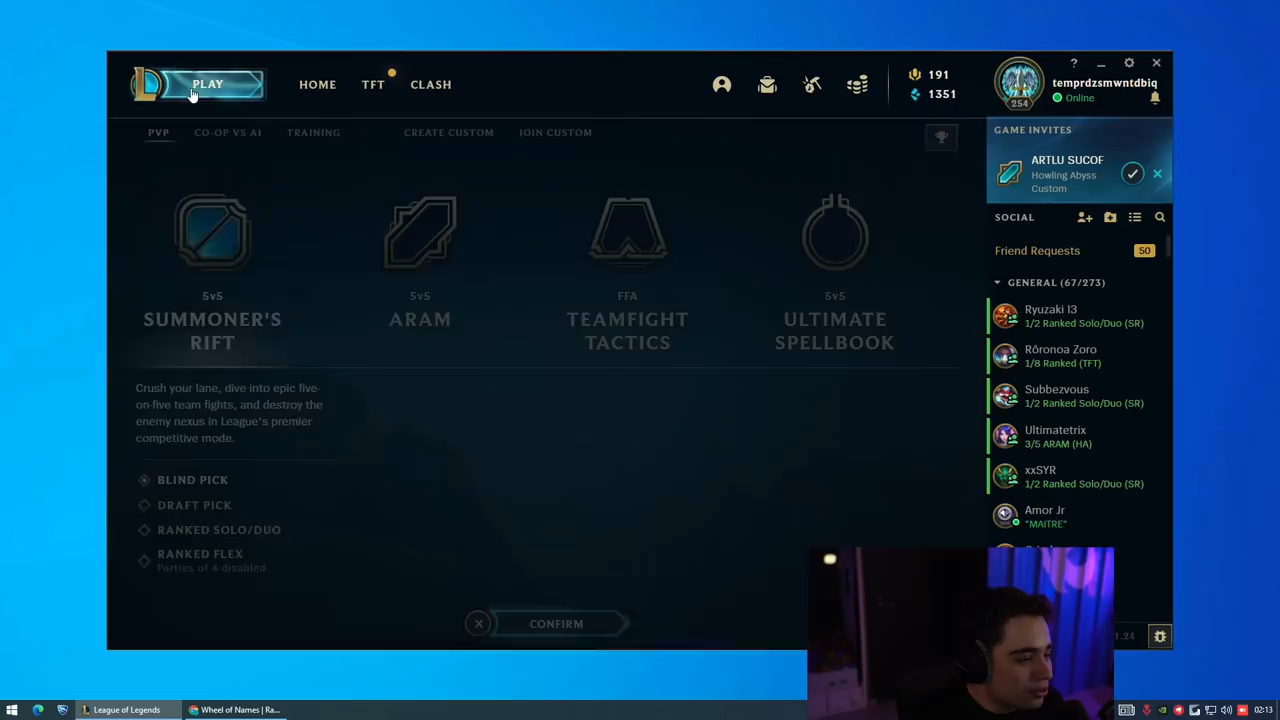 PLAY
HOME
TFT
CLASH
191
1351
254
?
temprdzsmwntdbiq
Online
PVP
CO-OP VS AI
TRAINING
CREATE CUSTOM
JOIN CUSTOM
GAME INVITES
ARTLU SUCOF
Howling Abyss
Custom
SOCIAL
Friend Requests
50
GENERAL (67/273)
Ryuzaki I3
1/2 Ranked Solo/Duo (SR)
Rôronoa Zoro
1/8 Ranked (TFT)
Subbezvous
1/2 Ranked Solo/Duo (SR)
Ultimatetrix
3/5 ARAM (HA)
xxSYR
1/2 Ranked Solo/Duo (SR)
Amor Jr
"MAITRE"
5v5
SUMMONER'S
RIFT
5v5
ARAM
FFA
TEAMFIGHT
TACTICS
5v5
ULTIMATE
SPELLBOOK
Crush your lane, dive into epic five-
on-five team fights, and destroy the
enemy nexus in League's premier
competitive mode.
BLIND PICK
DRAFT PICK
RANKED SOLO/DUO
RANKED FLEX
Parties of 4-disabled
CONFIRM
1.24
League of Legends
Wheel of Names | Ra...
02:13